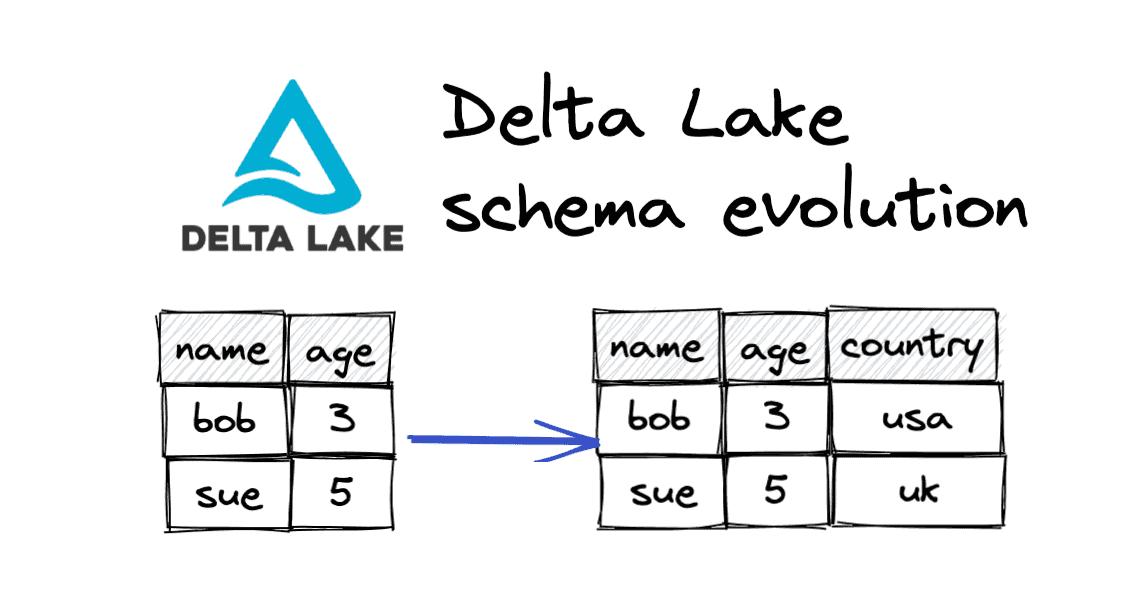 Delta Lake
schema evolution
DELTA LAKE
name age
bob 3
sue 5
name age country
bob 3 usa
sue 5 uk